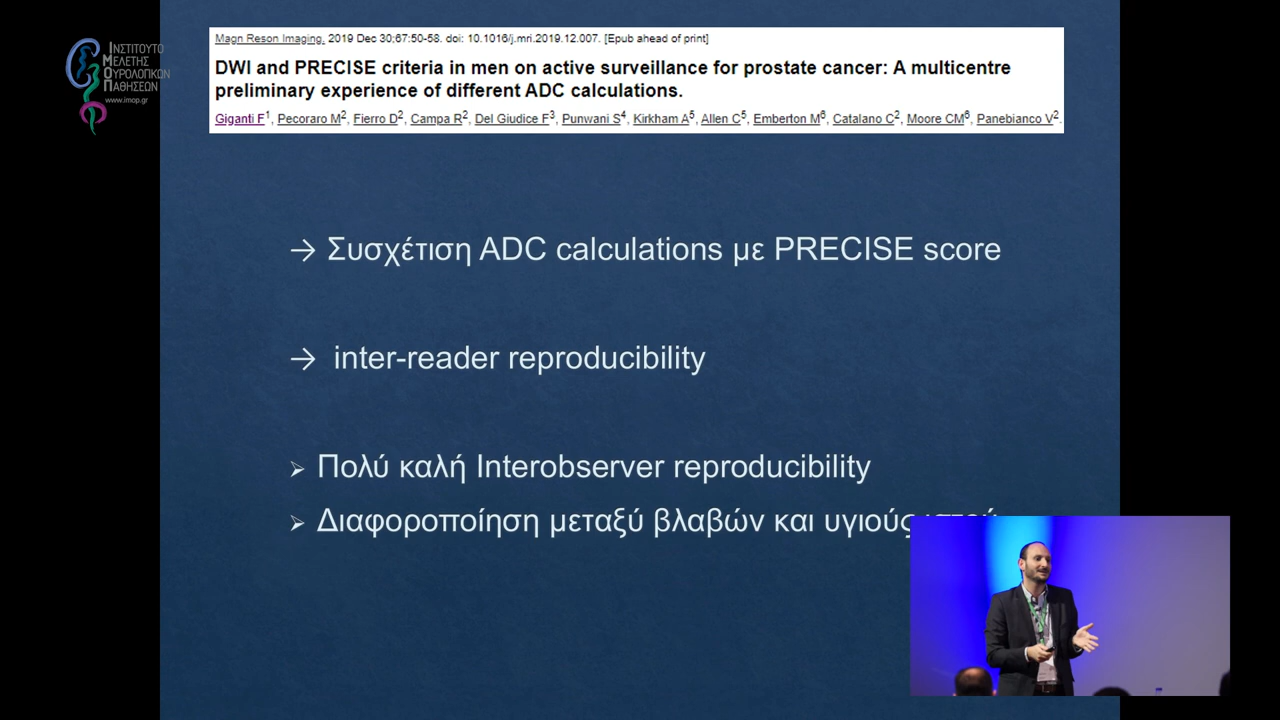 ΙΝΣΤΙΤΟΥΤΟ
ΜΕΛΕΤΗΣ
ΟΥΡΟΛΟΓΙΚΩΝ
ΠΑΘΗΣΕΩΝ
www.imop.gr
Magn Reson Imaging. 2019 Dec 30;67:50-58. doi: 10.1016/j.mri.2019.12.007. [Epub ahead of print]
DWI and PRECISE criteria in men on active surveillance for prostate cancer: A multicentre
preliminary experience of different ADC calculations.
Giganti F1, Pecoraro M2, Fierro D2, Campa R2, Del Giudice F3, Punwani S4, Kirkham A5, Allen C5, Emberton M6, Catalano C2, Moore CM6, Panebianco V2.
→ Συσχέτιση ADC calculations με PRECISE score
→ inter-reader reproducibility
➢ Πολύ καλή Interobserver reproducibility
➢ Διαφοροποίηση μεταξύ βλαβών και υγιούς